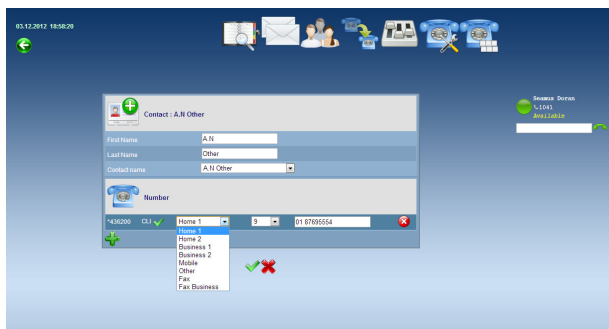 03.12.2012 18:58:20
Seamus Doran
1041
Available
Contact : A.N Other
First Name A.N
Last Name Other
Contact name A.N Other
Number
*436200 CLI Home 1 9 01 87695554
Home 1
Home 2
Business 1
Business 2
Mobile
Other
Fax
Fax Business